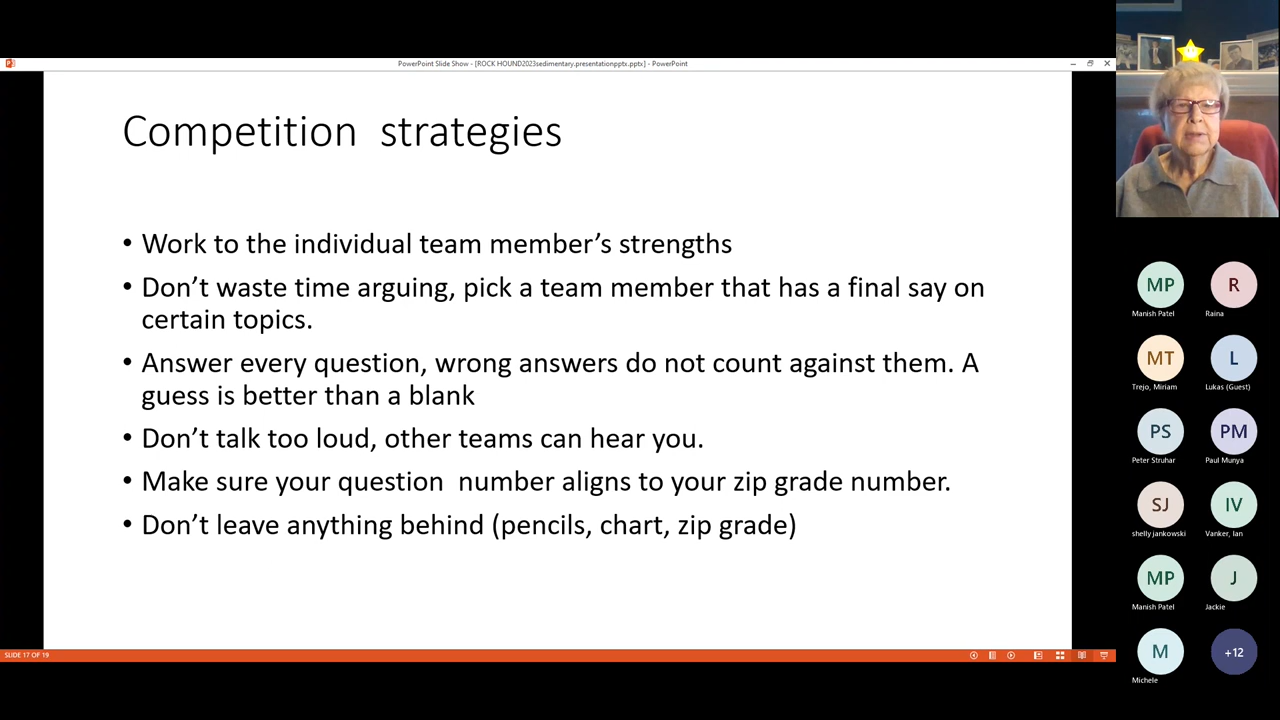 PowerPoint Slide Show - [ROCK HOUND2023sedimentary.presentationpptx.pptx] - PowerPoint
Competition strategies
• Work to the individual team member’s strengths
• Don’t waste time arguing, pick a team member that has a final say on
certain topics.
• Answer every question, wrong answers do not count against them. A
guess is better than a blank
• Don’t talk too loud, other teams can hear you.
• Make sure your question number aligns to your zip grade number.
• Don’t leave anything behind (pencils, chart, zip grade)
SLIDE 17 OF 19
MP R
Manish Patel Raina
MT L
Trejo, Miriam Lukas (Guest)
PS PM
Peter Struhar Paul Munya
SJ IV
shelly jankowski Vanker, Ian
MP J
Manish Patel Jackie
M +12
Michele